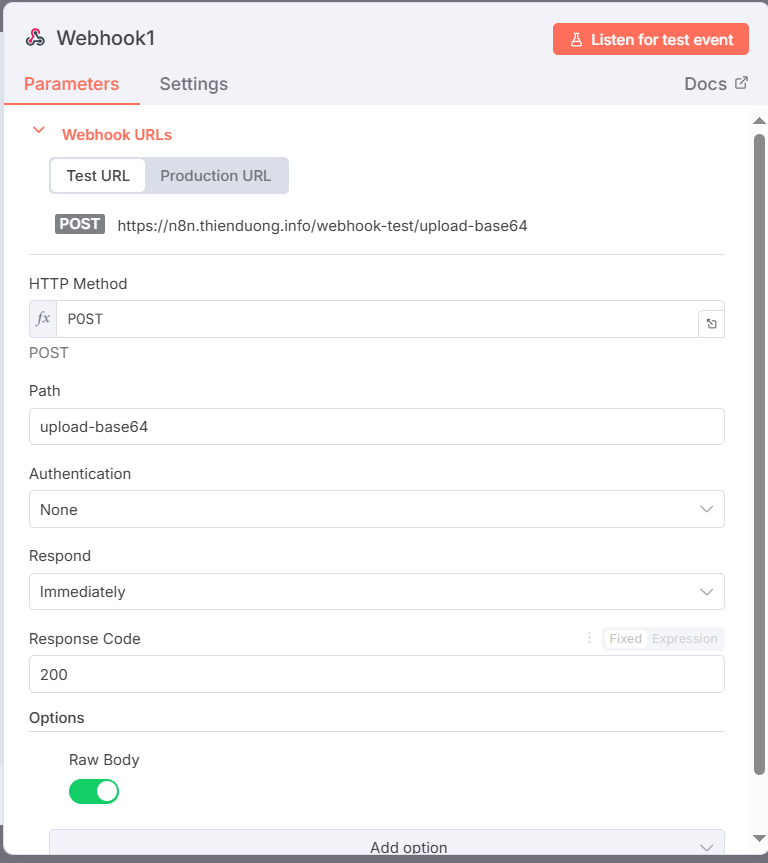 Webhook1
Listen for test event
Parameters Settings Docs
Webhook URLs
Test URL Production URL
POST https://n8n.thienduong.info/webhook-test/upload-base64
HTTP Method
fx POST
POST
Path
upload-base64
Authentication
None
Respond
Immediately
Response Code Fixed Expression
200
Options
Raw Body
Add option